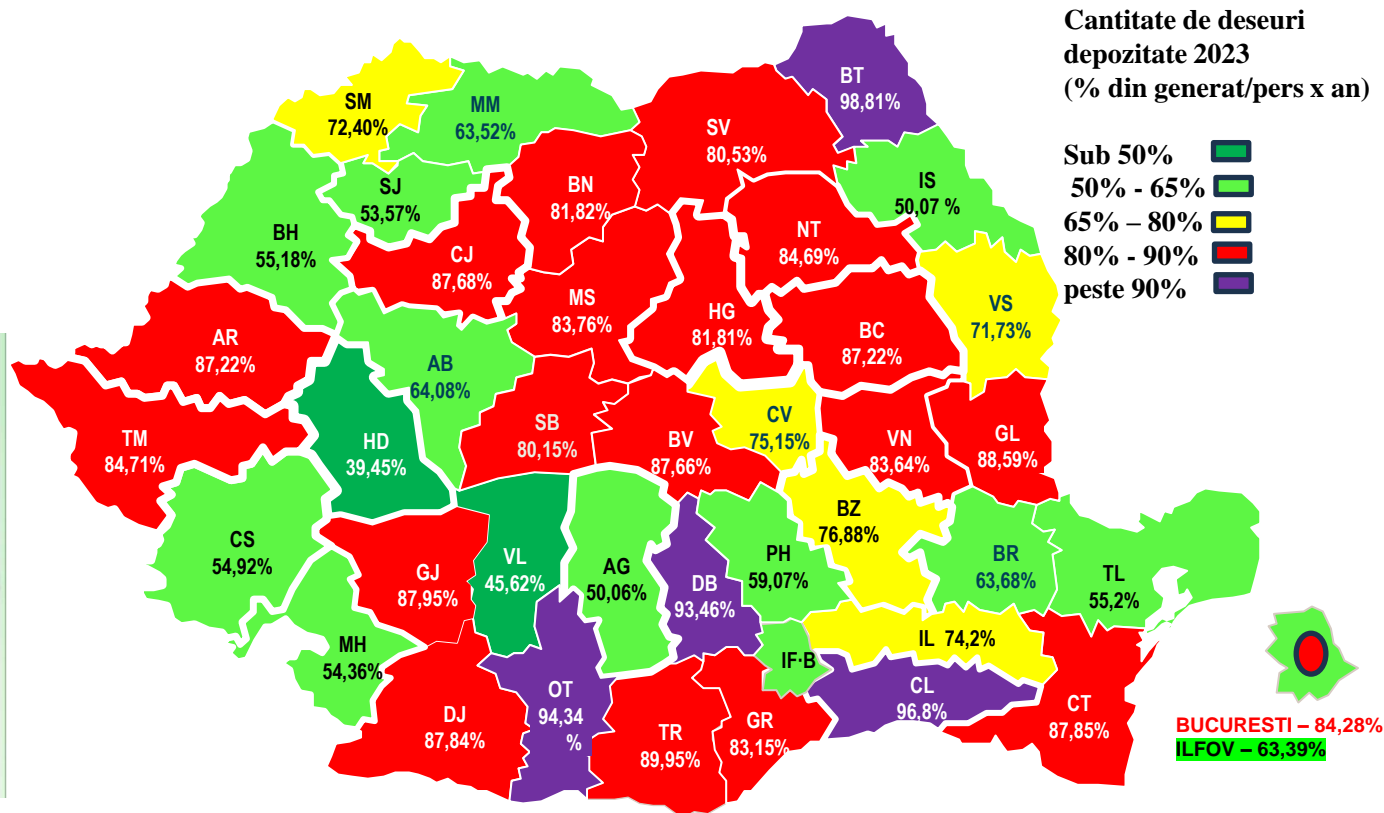 Cantitate de deseuri
depozitate 2023
(% din generat/pers x an)
Sub 50%
50% - 65%
65% – 80%
80% - 90%
peste 90%
BT
98,81%
SM
72,40%
MM
63,52%
SV
80,53%
IS
50,07 %
SJ
53,57%
BN
81,82%
BH
55,18%
CJ
87,68%
NT
84,69%
MS
83,76%
HG
81,81%
BC
87,22%
VS
71,73%
AR
87,22%
AB
64,08%
TM
84,71%
HD
39,45%
SB
80,15%
BV
87,66%
CV
75,15%
VN
83,64%
GL
88,59%
CS
54,92%
GJ
87,95%
VL
45,62%
AG
50,06%
DB
93,46%
PH
59,07%
BZ
76,88%
BR
63,68%
TL
55,2%
MH
54,36%
IF-B
IL 74,2%
DJ
87,84%
OT
94,34
%
TR
89,95%
GR
83,15%
CL
96,8%
CT
87,85%
BUCURESTI – 84,28%
ILFOV – 63,39%